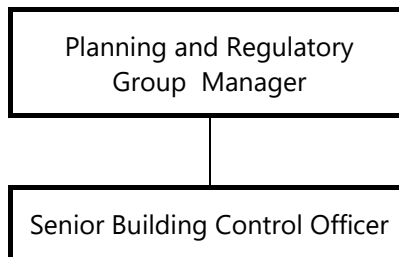 Planning and Regulatory
Group Manager
Senior Building Control Officer